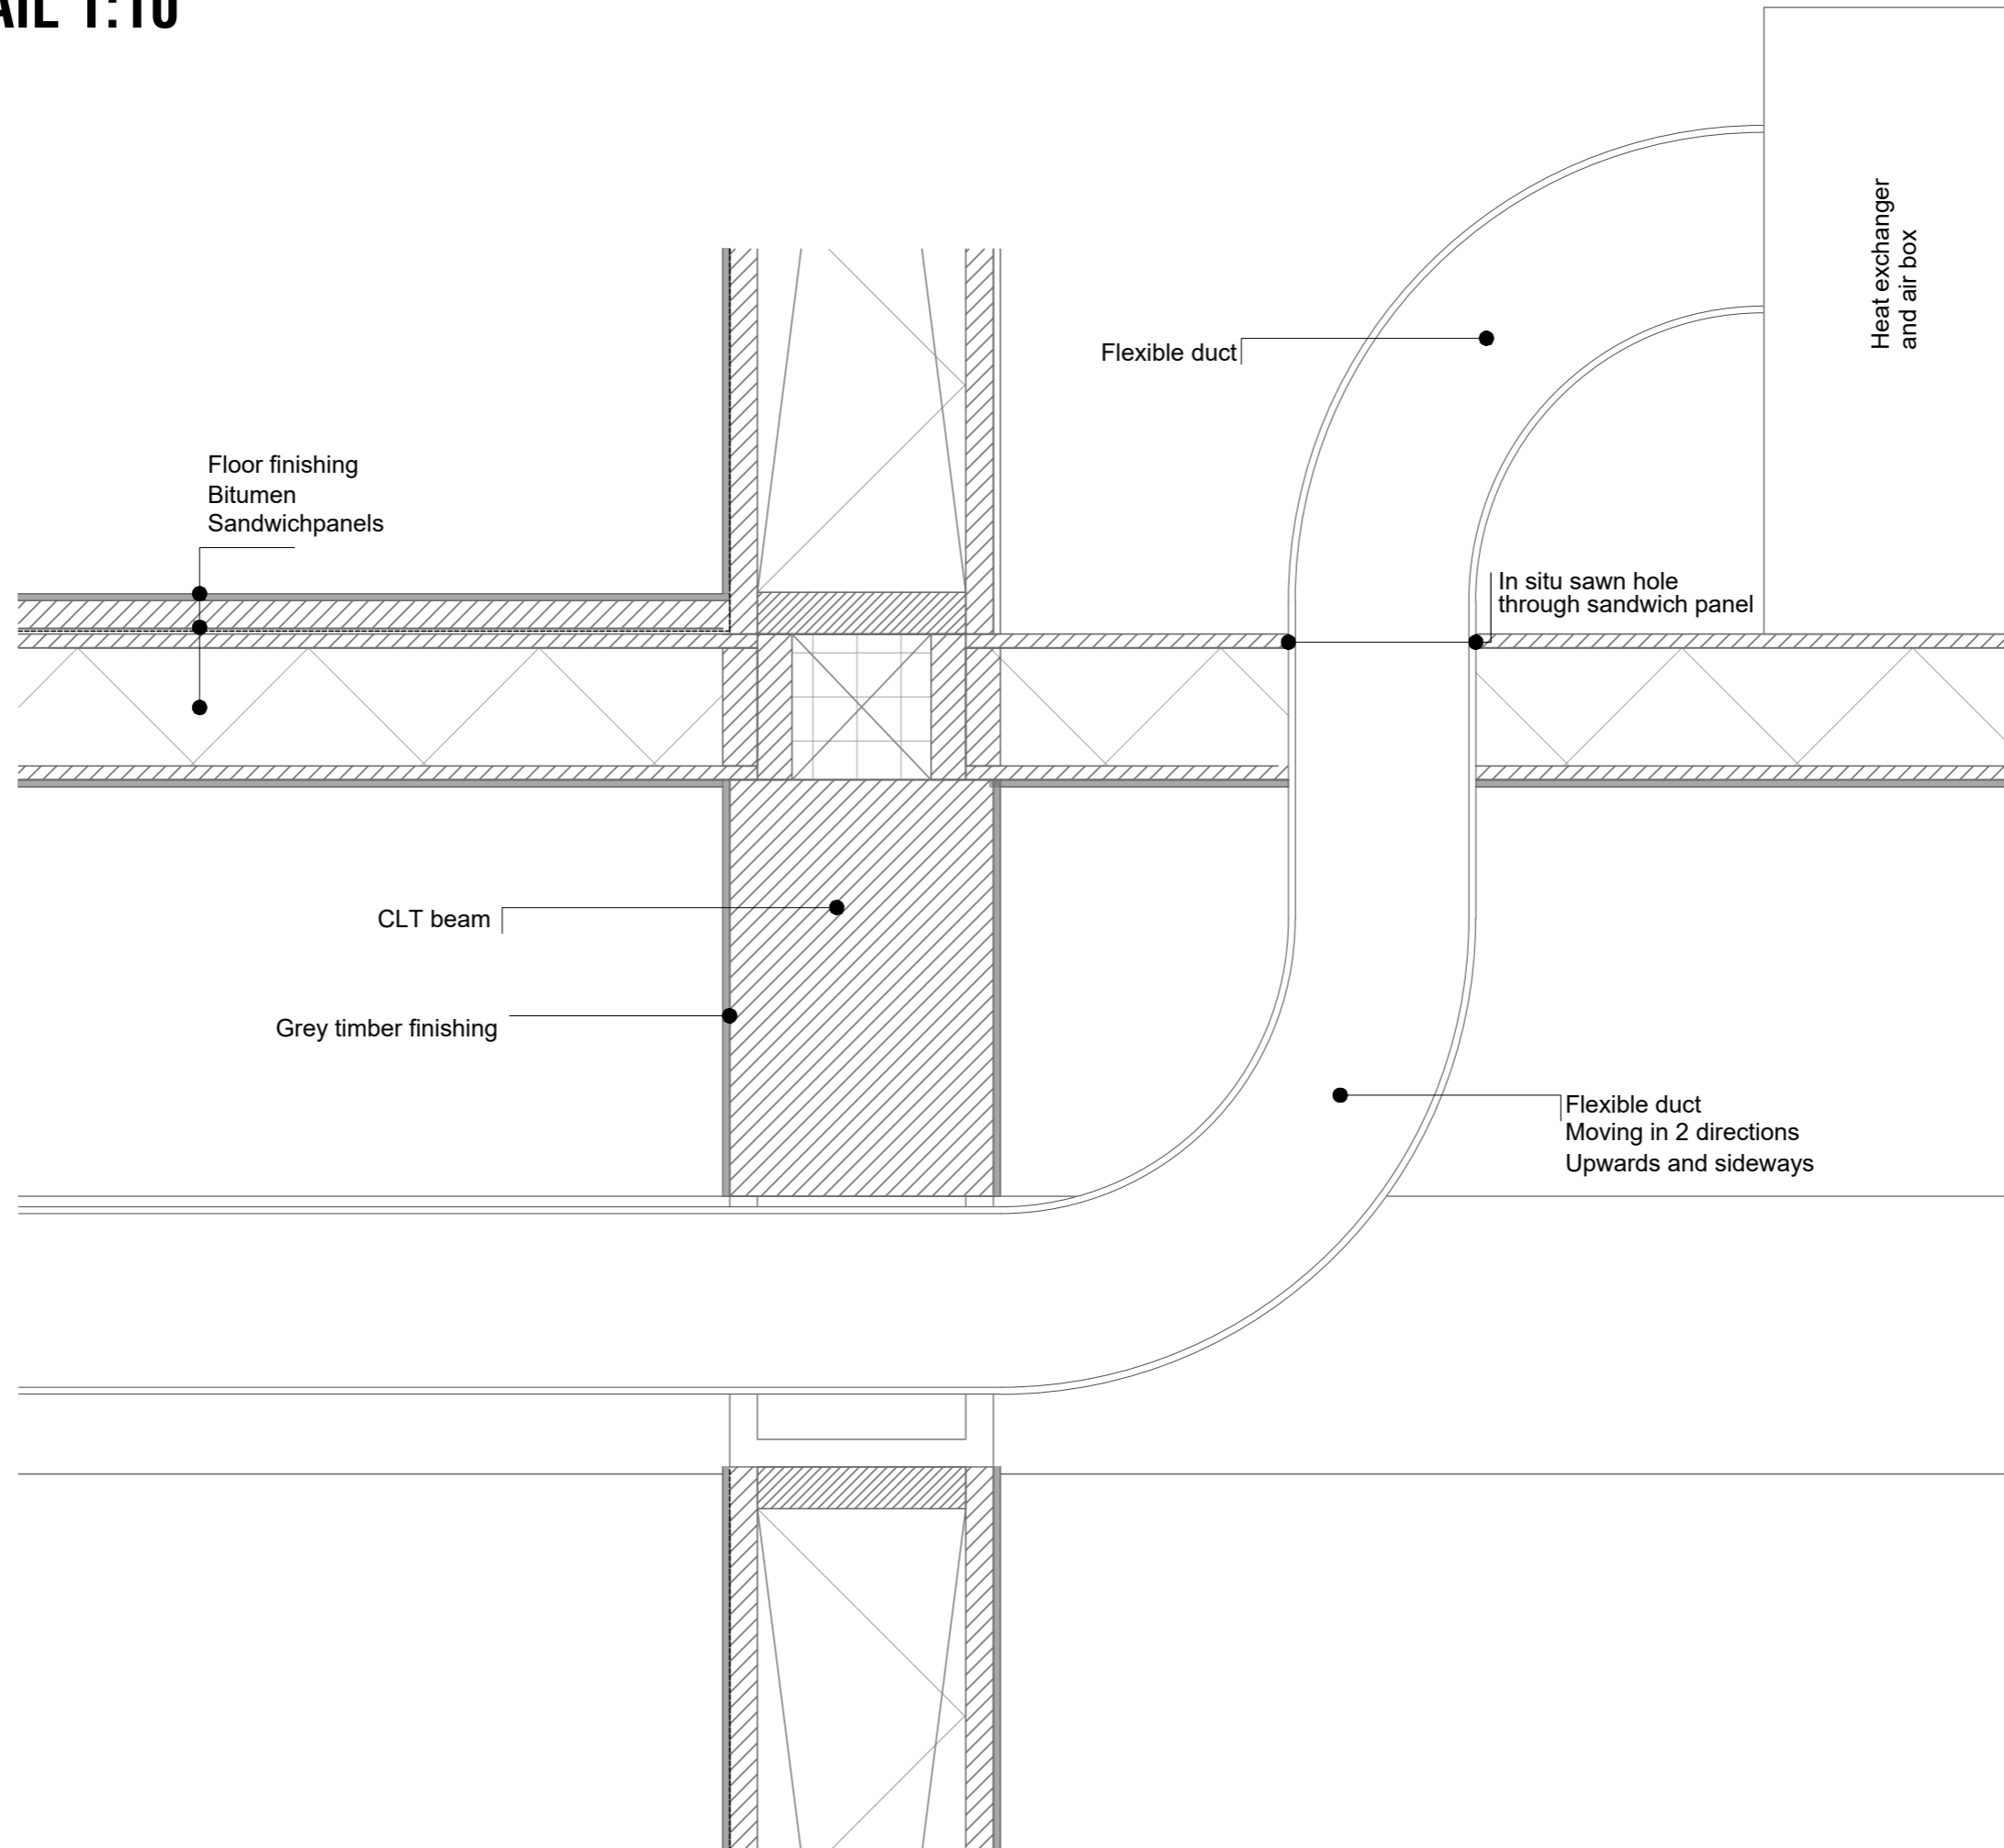 AIL 1:10
Heat exchanger
and air box
Flexible duct
Floor finishing
Bitumen
Sandwichpanels
In situ sawn hole
through sandwich panel
CLT beam
Grey timber finishing
Flexible duct
Moving in 2 directions
Upwards and sideways